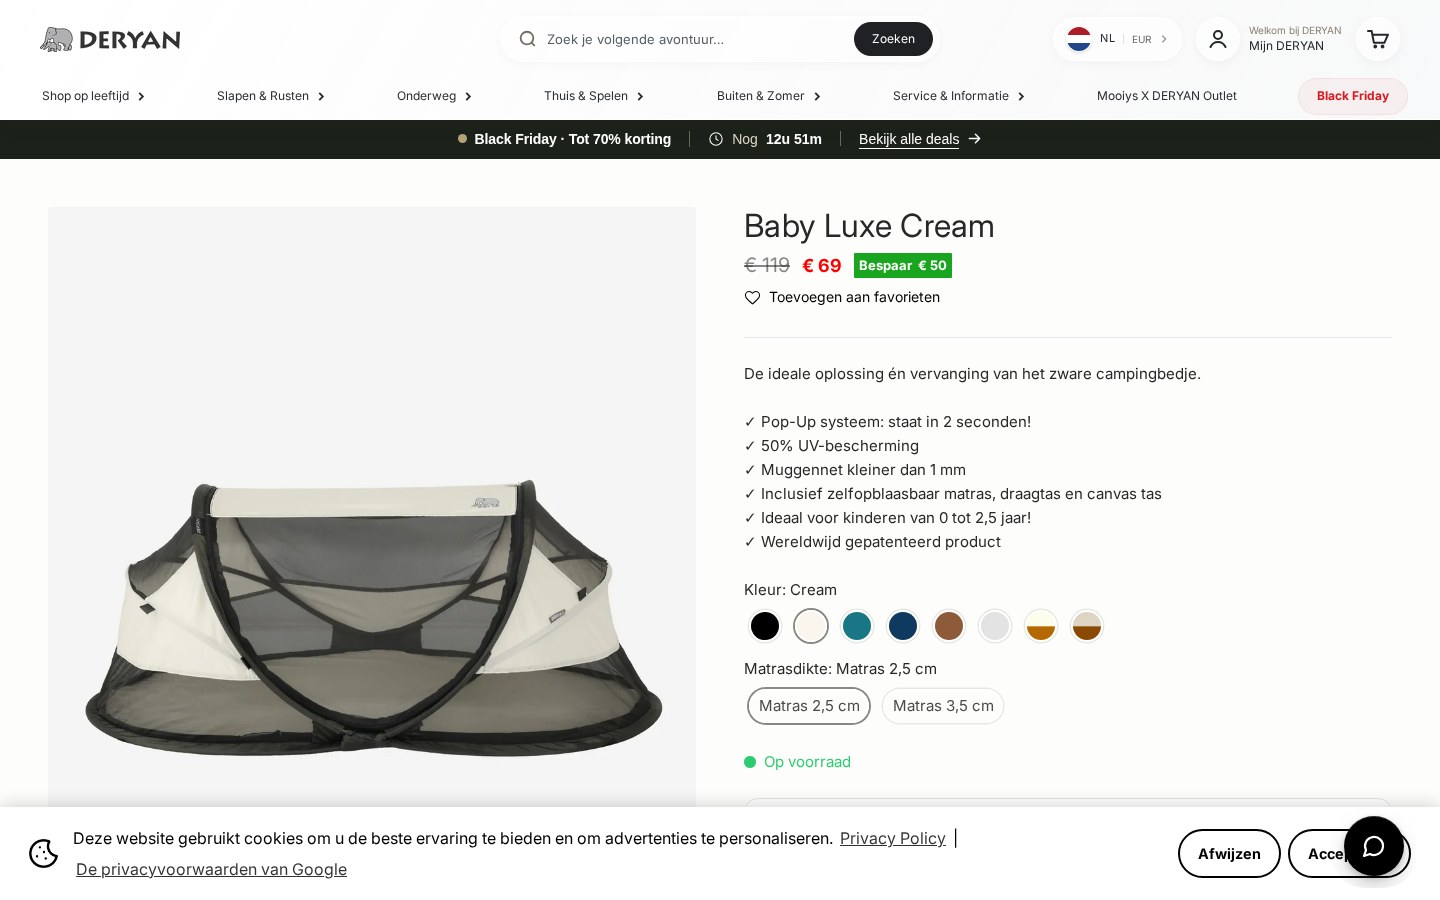 DERYAN
Zoek je volgende avontuur...
Zoeken
NL
EUR
Welkom bij DERYAN
Mijn DERYAN
Shop op leeftijd
Slapen & Rusten
Onderweg
Thuis & Spelen
Buiten & Zomer
Service & Informatie
Mooiys X DERYAN Outlet
Black Friday
Black Friday · Tot 70% korting
Nog 12u 51m
Bekijk alle deals
Baby Luxe Cream
€ 119 € 69 Bespaar € 50
Toevoegen aan favorieten
De ideale oplossing én vervanging van het zware campingbedje.
✓ Pop-Up systeem: staat in 2 seconden!
✓ 50% UV-bescherming
✓ Muggennet kleiner dan 1 mm
✓ Inclusief zelfopblaasbaar matras, draagtas en canvas tas
✓ Ideaal voor kinderen van 0 tot 2,5 jaar!
✓ Wereldwijd gepatenteerd product
Kleur: Cream
Matrasdikte: Matras 2,5 cm
Matras 2,5 cm
Matras 3,5 cm
Op voorraad
Deze website gebruikt cookies om u de beste ervaring te bieden en om advertenties te personaliseren. Privacy Policy |
De privacyvoorwaarden van Google
Afwijzen